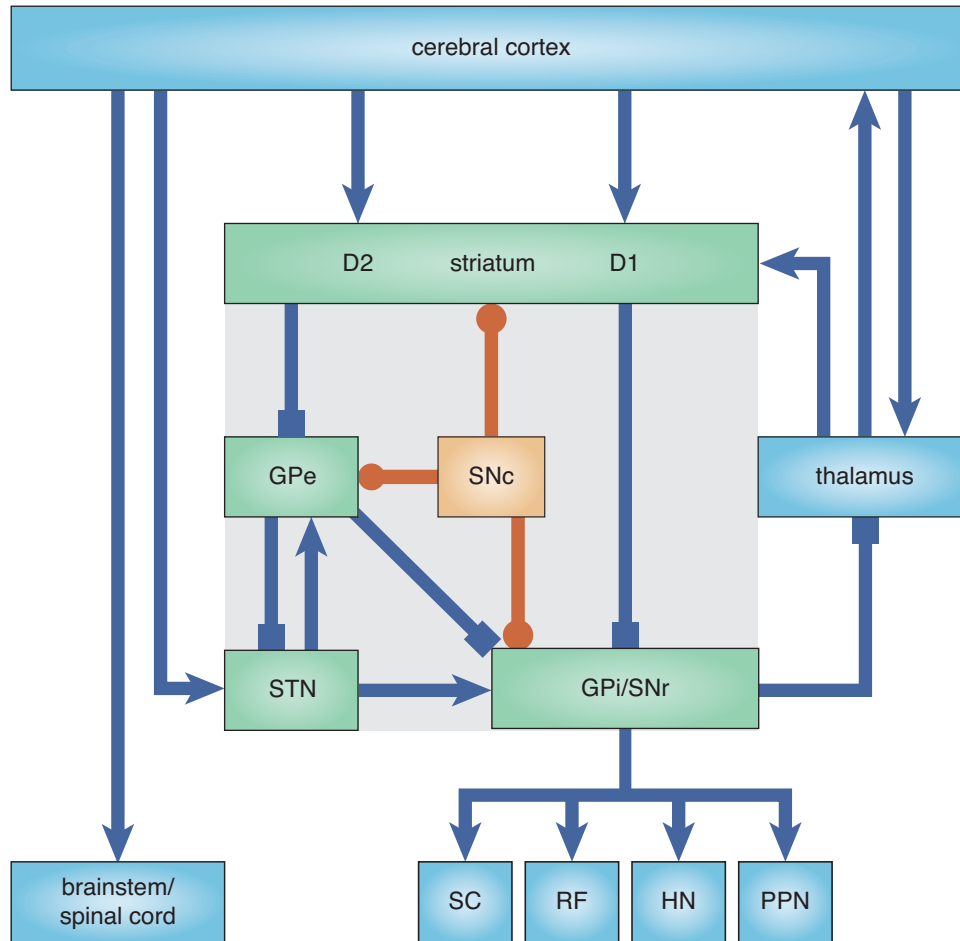 cerebral cortex
D2 striatum D1
GPe
SNc
thalamus
STN
GPi/SNr
brainstem/
spinal cord
SC
RF
HN
PPN